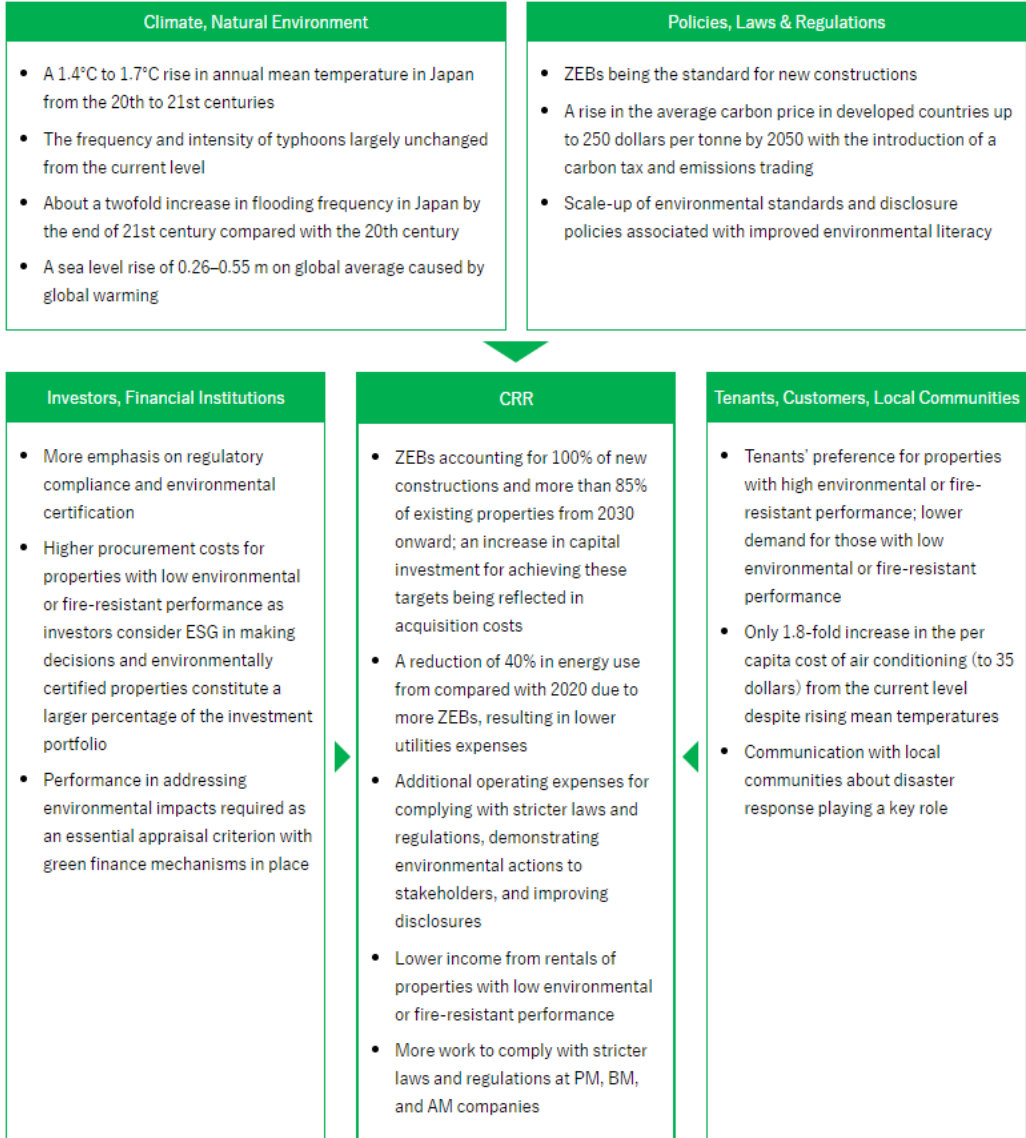 Climate, Natural Environment
• A 1.4°C to 1.7°C rise in annual mean temperature in Japan
from the 20th to 21st centuries
• The frequency and intensity of typhoons largely unchanged
from the current level
• About a twofold increase in flooding frequency in Japan by
the end of 21st century compared with the 20th century
• A sea level rise of 0.26–0.55 m on global average caused by
global warming
Policies, Laws & Regulations
• ZEBs being the standard for new constructions
• A rise in the average carbon price in developed countries up
to 250 dollars per tonne by 2050 with the introduction of a
carbon tax and emissions trading
• Scale-up of environmental standards and disclosure
policies associated with improved environmental literacy
Investors, Financial Institutions
• More emphasis on regulatory
compliance and environmental
certification
• Higher procurement costs for
properties with low environmental
or fire-resistant performance as
investors consider ESG in making
decisions and environmentally
certified properties constitute a
larger percentage of the investment
portfolio
• Performance in addressing
environmental impacts required as
an essential appraisal criterion with
green finance mechanisms in place
CRR
• ZEBs accounting for 100% of new
constructions and more than 85%
of existing properties from 2030
onward; an increase in capital
investment for achieving these
targets being reflected in
acquisition costs
• A reduction of 40% in energy use
from compared with 2020 due to
more ZEBs, resulting in lower
utilities expenses
• Additional operating expenses for
complying with stricter laws and
regulations, demonstrating
environmental actions to
stakeholders, and improving
disclosures
• Lower income from rentals of
properties with low environmental
or fire-resistant performance
• More work to comply with stricter
laws and regulations at PM, BM,
and AM companies
Tenants, Customers, Local Communities
• Tenants' preference for properties
with high environmental or fire-
resistant performance; lower
demand for those with low
environmental or fire-resistant
performance
• Only 1.8-fold increase in the per
capita cost of air conditioning (to 35
dollars) from the current level
despite rising mean temperatures
• Communication with local
communities about disaster
response playing a key role